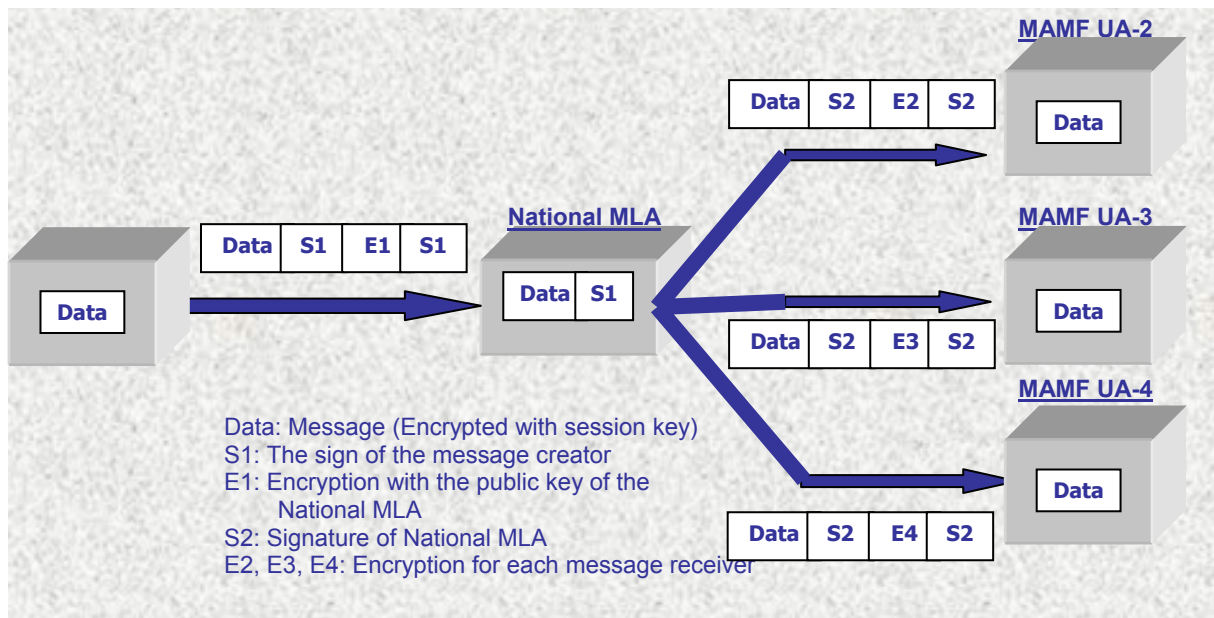 MAMF UA-2
Data S2 E2 S2
Data
National MLA
MAMF UA-3
Data S1 E1 S1
Data
Data S1
Data
Data S2 E3 S2
MAMF UA-4
Data: Message (Encrypted with session key)
S1: The sign of the message creator
E1: Encryption with the public key of the
National MLA
S2: Signature of National MLA
E2, E3, E4: Encryption for each message receiver
Data
Data S2 E4 S2